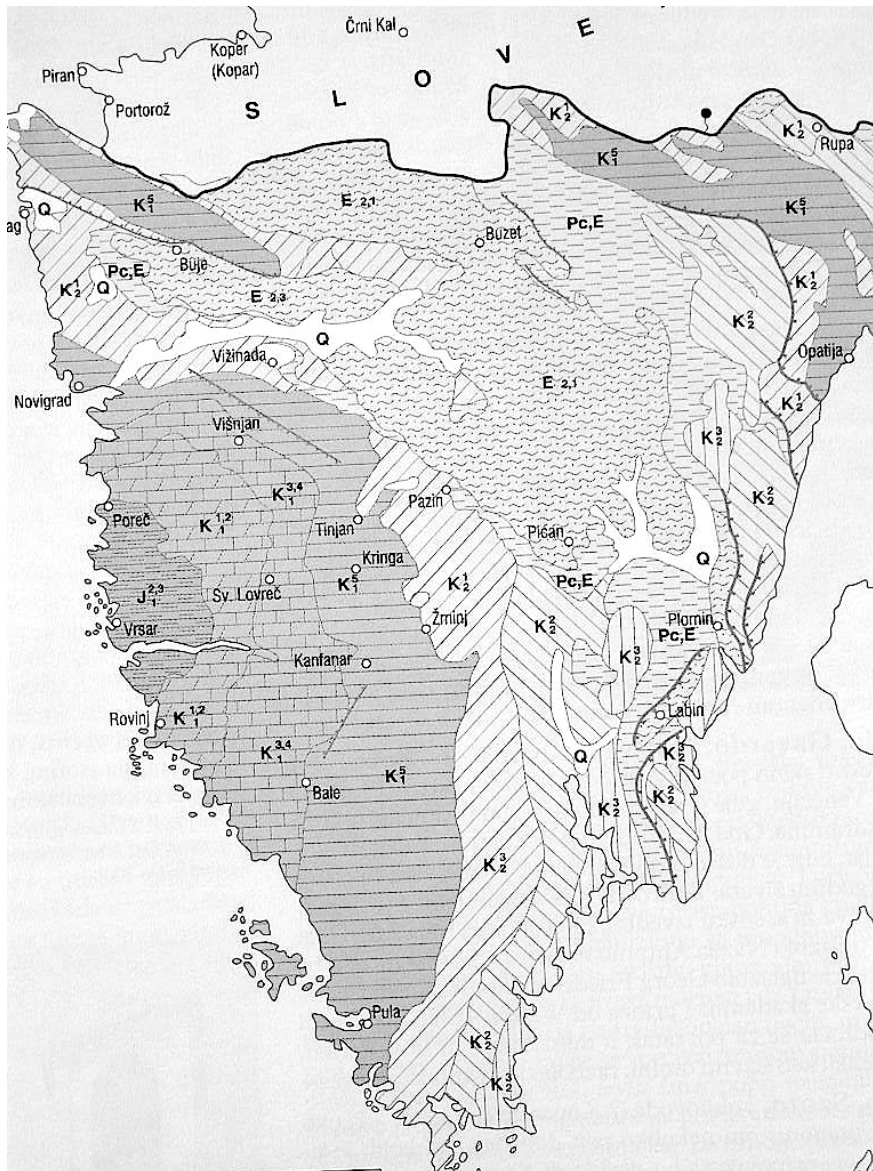 Črni Kal
Koper
(Kopar)
Piran
Portorož
S L O V E
K₂¹
K₂¹
Rupa
K₁⁵
K₁⁵
K₁⁵
E 2,1
Pc,E
Buzet
ag
Q
Buje
Pc,E
Q
K₂¹
E 2,3
K₂¹
K₂²
Q
Opatija
Vižinada
E 2,1
Novigrad
K₂¹
Višnjan
K₂³
K₁³,⁴
Pazin
K₂²
Poreč
K₁¹,²
Tinjan
Pićan
Q
Kringa
J₁²,³
Sv. Lovreč
K₁⁵
K₂¹
Pc,E
Vrsar
Žminj
K₂²
Plomin
Pc,E
Kanfanar
K₂³
Rovinj
K₁¹,²
Labin
K₁³,⁴
Q
K₂³
Bale
K₁⁵
K₂³
K₂²
K₂³
Pula
K₂²
K₂³